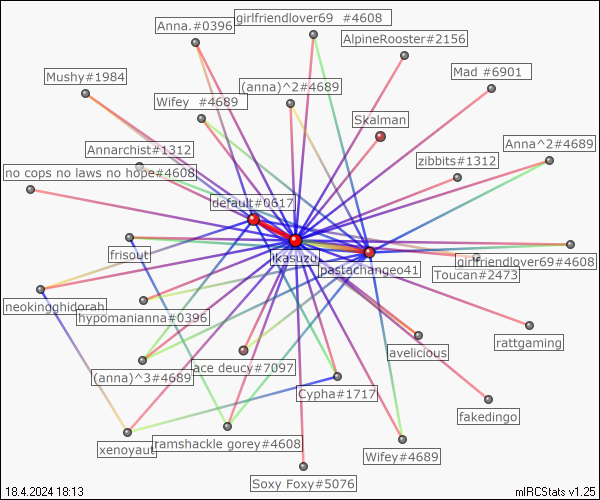 girlfriendlover69 #4608
Anna.#0396
AlpineRooster#2156
Mushy#1984
Mad #6901
(anna)^2#4689
Wifey #4689
Skalman
Anna^2#4689
Annarchist#1312
zibbits#1312
no cops no laws no hope#4608
default#0617
frisout
likasuzu
pastachangeo41
girlfriendlover69#4608
Toucan#2473
neokingghidorah
hypomanianna#0396
rattgaming
lavelicious
ace deucy#7097
(anna)^3#4689
Cypha#1717
fakedingo
xenoyaut
ramshackle gorey#4608
Wifey#4689
Soxy Foxy#5076
18.4.2024 18:13
mIRCStats v1.25